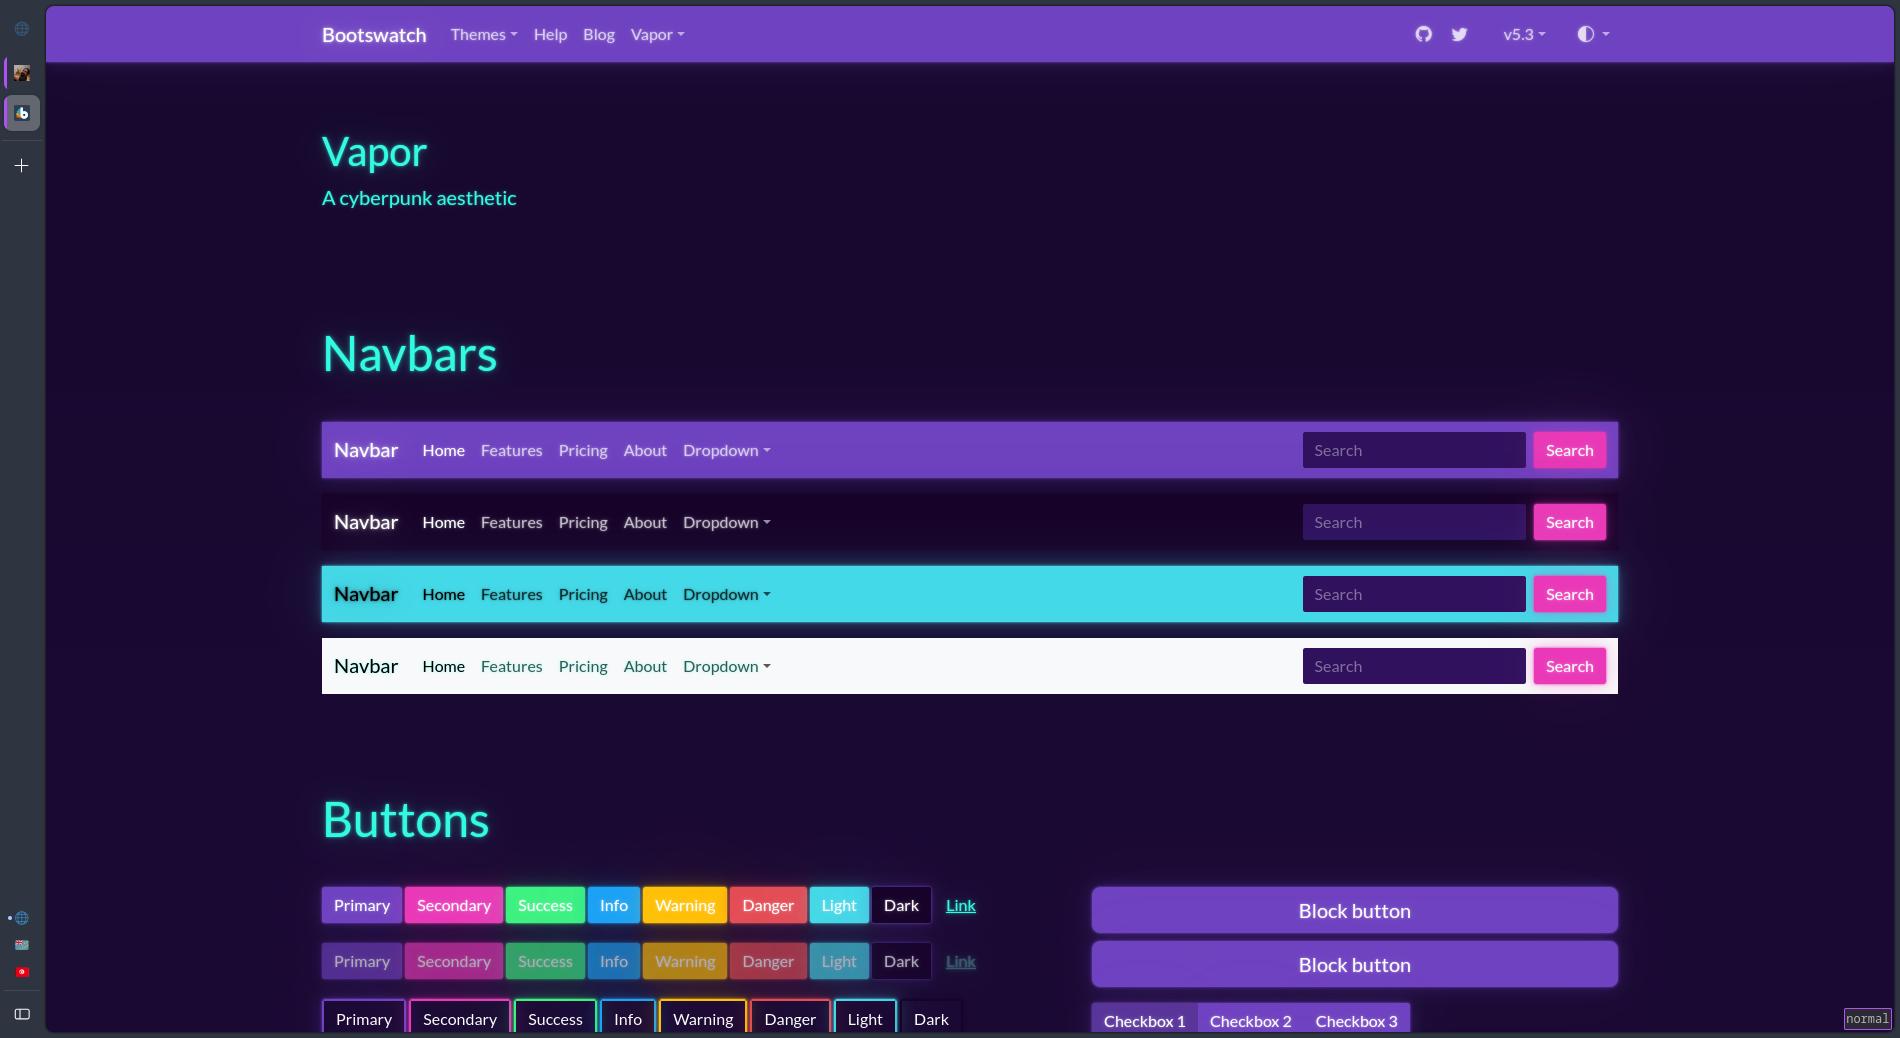 Bootswatch Themes Help Blog Vapor v5.3
Vapor
A cyberpunk aesthetic
Navbars
Navbar Home Features Pricing About Dropdown Search Search
Navbar Home Features Pricing About Dropdown Search Search
Navbar Home Features Pricing About Dropdown Search Search
Navbar Home Features Pricing About Dropdown Search Search
Buttons
Primary Secondary Success Info Warning Danger Light Dark Link
Block button
Primary Secondary Success Info Warning Danger Light Dark Link
Block button
Primary Secondary Success Info Warning Danger Light Dark
Checkbox 1 Checkbox 2 Checkbox 3
normal